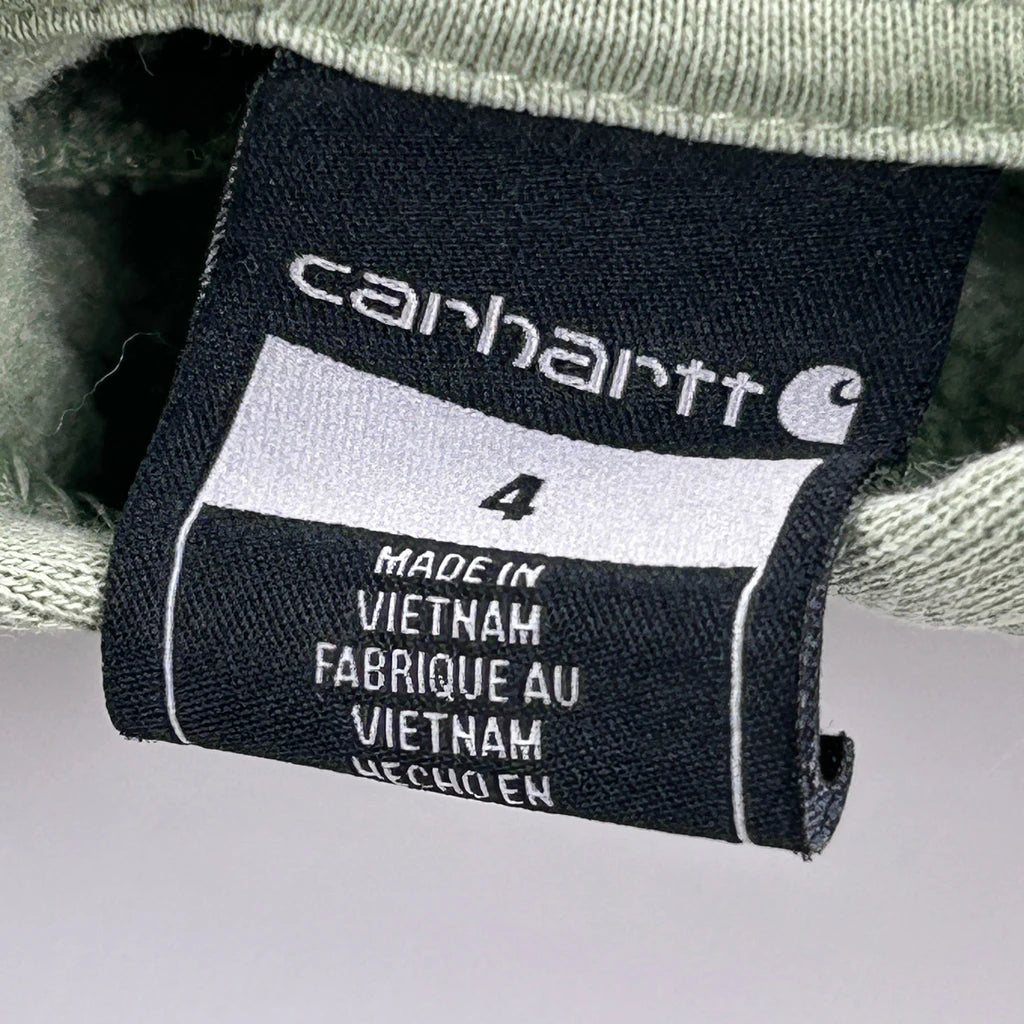 carhartt
4
MADE IN
VIETNAM
FABRIQUE AU
VIETNAM
HECHO EN